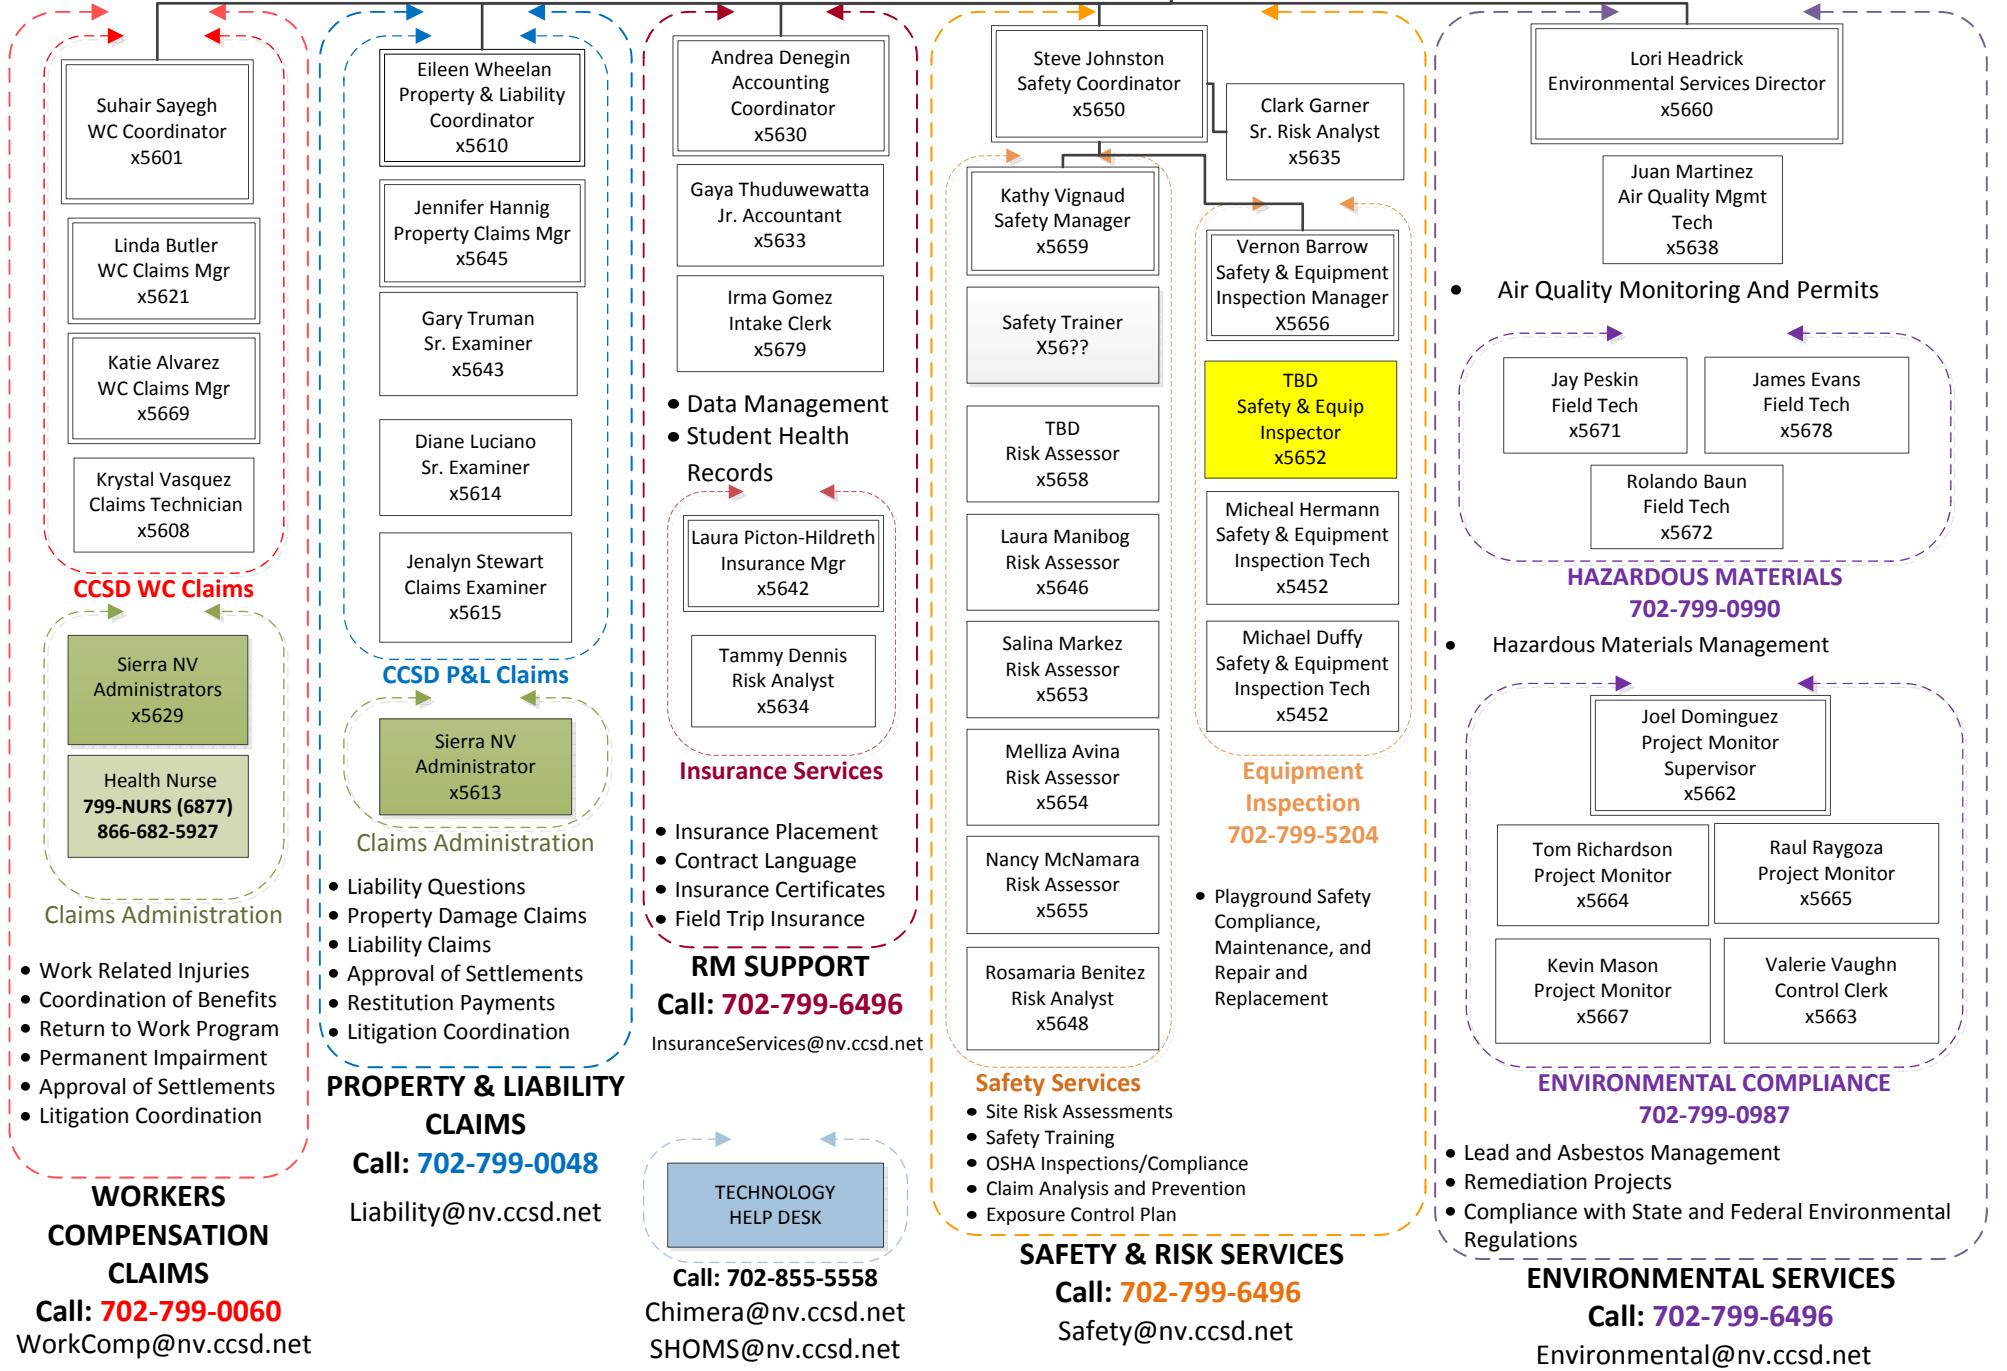 Suhair Sayegh
WC Coordinator
x5601
Linda Butler
WC Claims Mgr
x5621
Katie Alvarez
WC Claims Mgr
x5669
Krystal Vasquez
Claims Technician
x5608
CCSD WC Claims
Sierra NV
Administrators
x5629
Health Nurse
799-NURS (6877)
866-682-5927
Claims Administration
• Work Related Injuries
• Coordination of Benefits
• Return to Work Program
• Permanent Impairment
• Approval of Settlements
• Litigation Coordination
WORKERS
COMPENSATION
CLAIMS
Call: 702-799-0060
WorkComp@nv.ccsd.net
Eileen Wheelan
Property & Liability
Coordinator
x5610
Jennifer Hannig
Property Claims Mgr
x5645
Gary Truman
Sr. Examiner
x5643
Diane Luciano
Sr. Examiner
x5614
Jenalyn Stewart
Claims Examiner
x5615
CCSD P&L Claims
Sierra NV
Administrator
x5613
Claims Administration
• Liability Questions
• Property Damage Claims
• Liability Claims
• Approval of Settlements
• Restitution Payments
• Litigation Coordination
PROPERTY & LIABILITY
CLAIMS
Call: 702-799-0048
Liability@nv.ccsd.net
Andrea Denegin
Accounting
Coordinator
x5630
Gaya Thuduwewatta
Jr. Accountant
x5633
Irma Gomez
Intake Clerk
x5679
• Data Management
• Student Health
Records
Laura Picton-Hildreth
Insurance Mgr
x5642
Tammy Dennis
Risk Analyst
x5634
Insurance Services
• Insurance Placement
• Contract Language
• Insurance Certificates
• Field Trip Insurance
RM SUPPORT
Call: 702-799-6496
InsuranceServices@nv.ccsd.net
TECHNOLOGY
HELP DESK
Call: 702-855-5558
Chimera@nv.ccsd.net
SHOMS@nv.ccsd.net
Steve Johnston
Safety Coordinator
x5650
Clark Garner
Sr. Risk Analyst
x5635
Kathy Vignaud
Safety Manager
x5659
Safety Trainer
X56??
TBD
Risk Assessor
x5658
Laura Manibog
Risk Assessor
x5646
Salina Markez
Risk Assessor
x5653
Melliza Avina
Risk Assessor
x5654
Nancy McNamara
Risk Assessor
x5655
Rosamaria Benitez
Risk Analyst
x5648
Safety Services
• Site Risk Assessments
• Safety Training
• OSHA Inspections/Compliance
• Claim Analysis and Prevention
• Exposure Control Plan
Vernon Barrow
Safety & Equipment
Inspection Manager
X5656
TBD
Safety & Equip
Inspector
x5652
Micheal Hermann
Safety & Equipment
Inspection Tech
x5452
Michael Duffy
Safety & Equipment
Inspection Tech
x5452
Equipment
Inspection
702-799-5204
• Playground Safety
Compliance,
Maintenance, and
Repair and
Replacement
SAFETY & RISK SERVICES
Call: 702-799-6496
Safety@nv.ccsd.net
Lori Headrick
Environmental Services Director
x5660
Juan Martinez
Air Quality Mgmt
Tech
x5638
• Air Quality Monitoring And Permits
Jay Peskin
Field Tech
x5671
James Evans
Field Tech
x5678
Rolando Baun
Field Tech
x5672
HAZARDOUS MATERIALS
702-799-0990
• Hazardous Materials Management
Joel Dominguez
Project Monitor
Supervisor
x5662
Tom Richardson
Project Monitor
x5664
Raul Raygoza
Project Monitor
x5665
Kevin Mason
Project Monitor
x5667
Valerie Vaughn
Control Clerk
x5663
ENVIRONMENTAL COMPLIANCE
702-799-0987
• Lead and Asbestos Management
• Remediation Projects
• Compliance with State and Federal Environmental
Regulations
ENVIRONMENTAL SERVICES
Call: 702-799-6496
Environmental@nv.ccsd.net